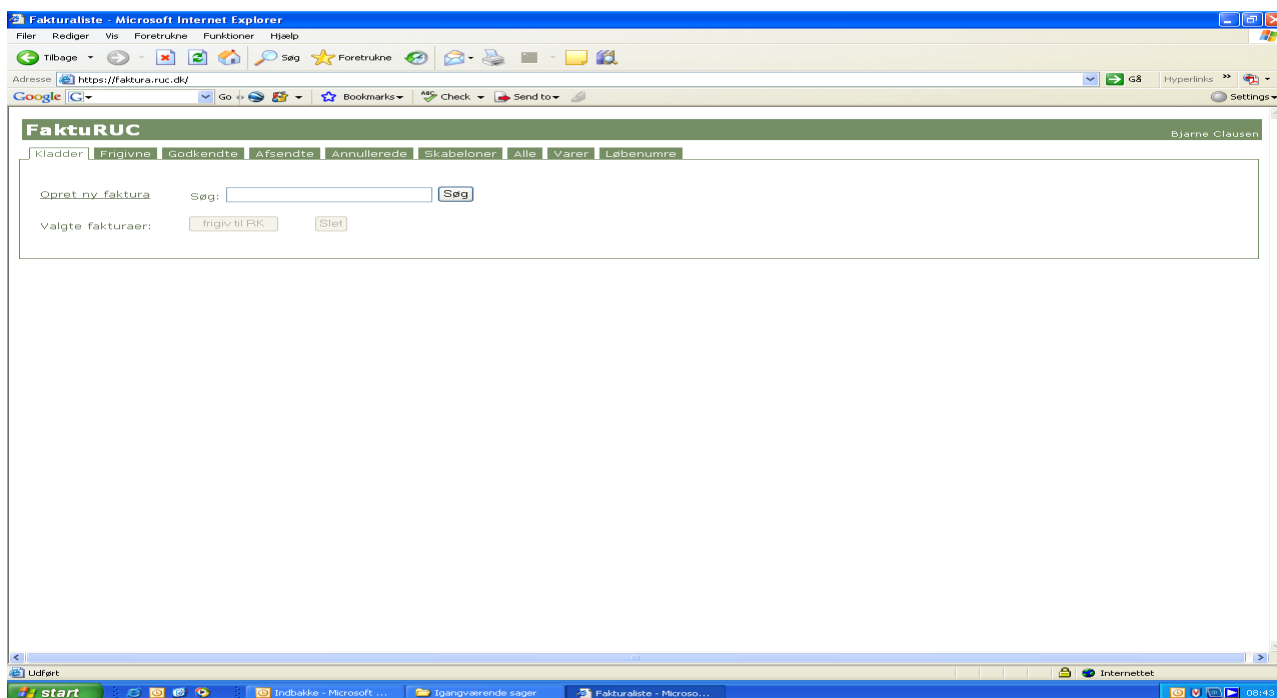 Fakturaliste - Microsoft Internet Explorer
Filer Rediger Vis Foretrukne Funktioner Hjælp
Tilbage Søg Foretrukne
Adresse https://faktura.ruc.dk/ Gå Hyperlinks »
Google G Go Bookmarks ABC Check Send to Settings
FaktuRUC Bjarne Clausen
Kladder Frigivne Godkendte Afsendte Annullerede Skabeloner Alle Varer Løbenumre
Opret ny faktura Søg: Søg
Valgte fakturaer: frigiv til RK Slet
Udført Internettet
start Indbakke - Microsoft ... Igangværende sager Fakturaliste - Microso... 08:43